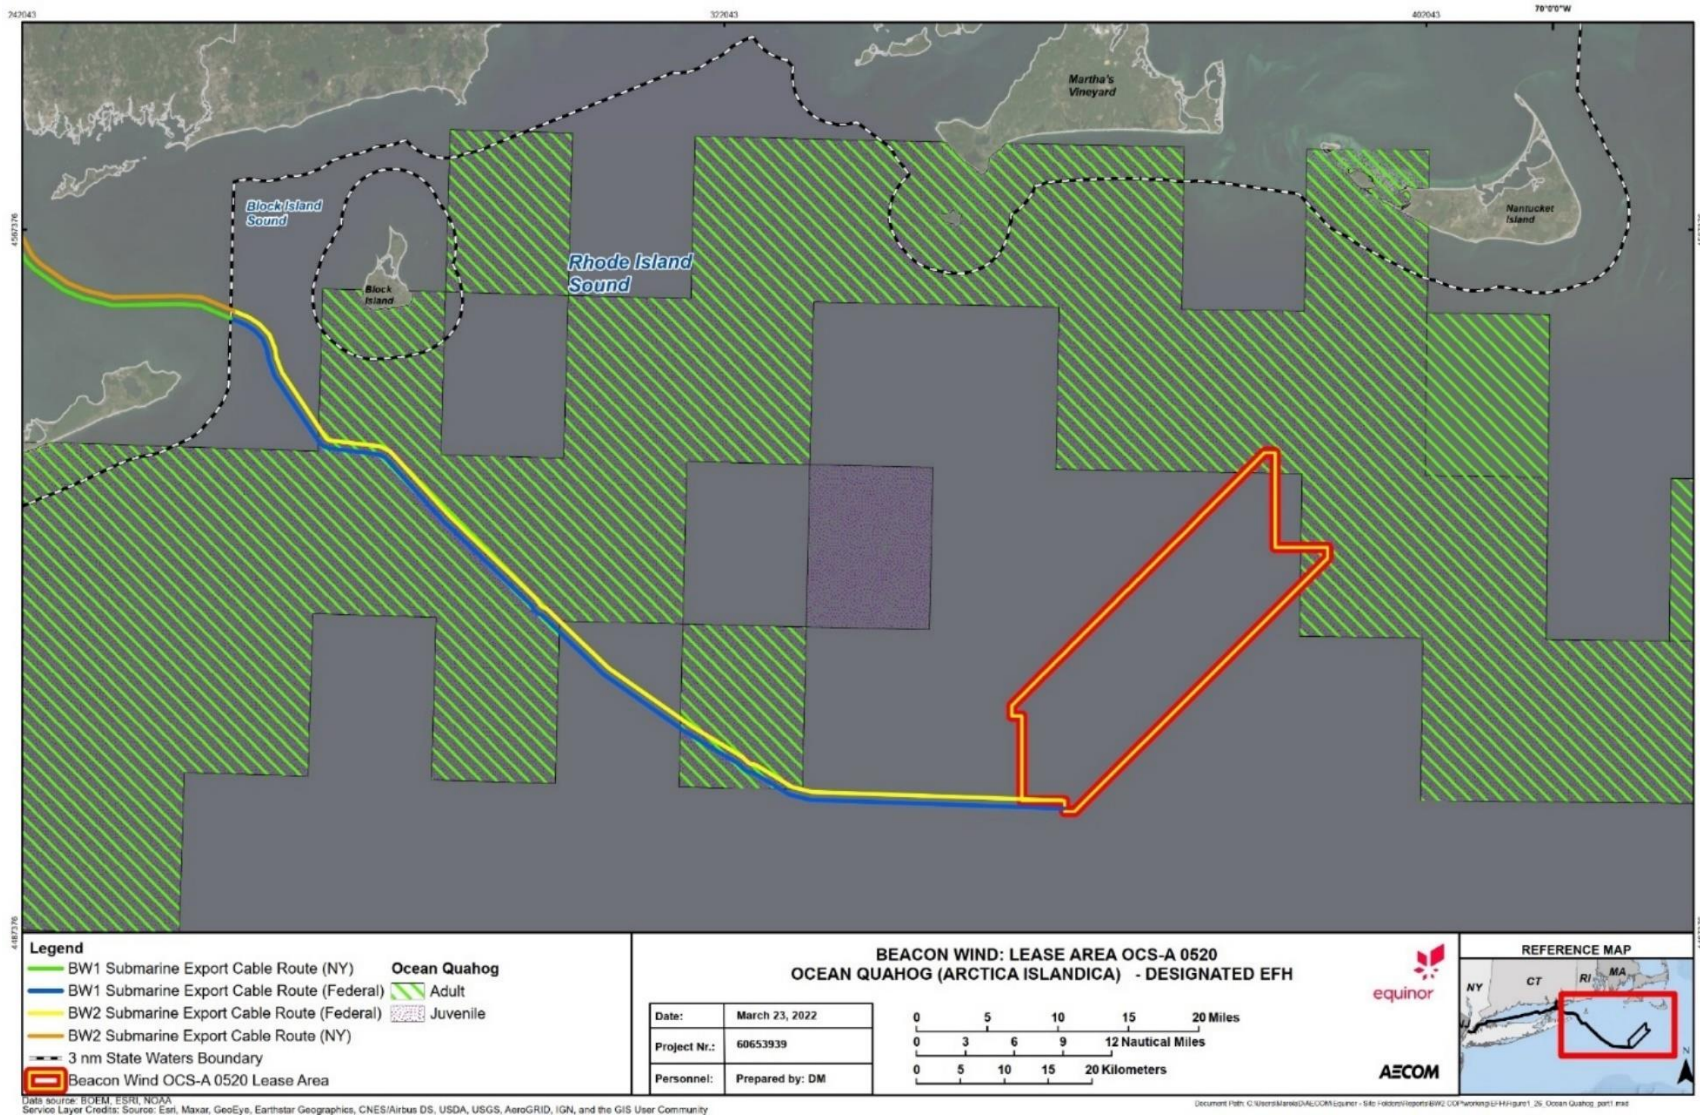 242043
322043
402043
70°0'0"W
Martha's
Vineyard
Block Island
Sound
Nantucket
Island
4567376
Rhode Island
Sound
Block
Island
4487376
Legend
BW1 Submarine Export Cable Route (NY)
BW1 Submarine Export Cable Route (Federal)
BW2 Submarine Export Cable Route (Federal)
BW2 Submarine Export Cable Route (NY)
3 nm State Waters Boundary
Beacon Wind OCS-A 0520 Lease Area
Ocean Quahog
Adult
Juvenile
BEACON WIND: LEASE AREA OCS-A 0520
OCEAN QUAHOG (ARCTICA ISLANDICA) - DESIGNATED EFH
Date: March 23, 2022
Project Nr.: 60653939
Personnel: Prepared by: DM
0 5 10 15 20 Miles
0 3 6 9 12 Nautical Miles
0 5 10 15 20 Kilometers
equinor
AECOM
REFERENCE MAP
NY CT RI MA
N
Data source: BOEM, ESRI, NOAA
Service Layer Credits: Source: Esri, Maxar, GeoEye, Earthstar Geographics, CNES/Airbus DS, USDA, USGS, AeroGRID, IGN, and the GIS User Community